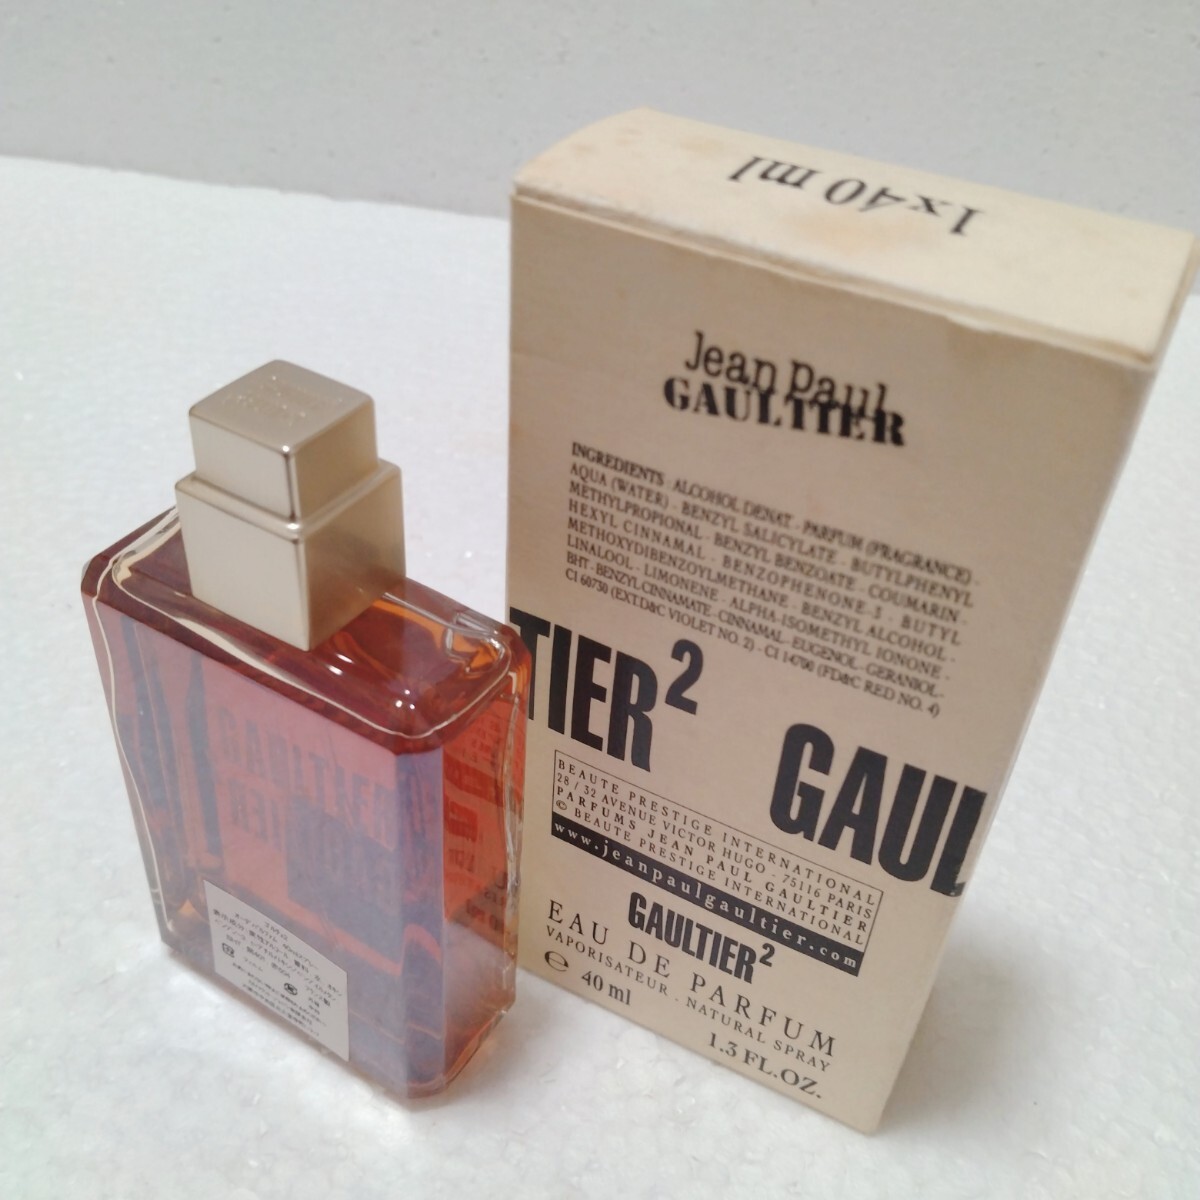 1x40 ml
Jean Paul
GAULTIER
INGREDIENTS : ALCOHOL DENAT - PARFUM (FRAGRANCE) -
AQUA (WATER) - BENZYL SALICYLATE - BUTYLPHENYL
METHYLPROPIONAL - BENZYL BENZOATE - COUMARIN -
HEXYL CINNAMAL - BENZOPHENONE-3 - BUTYL
METHOXYDIBENZOYLMETHANE - BENZYL ALCOHOL -
LINALOOL - LIMONENE - ALPHA-ISOMETHYL IONONE -
BHT - BENZYL CINNAMATE - CINNAMAL - EUGENOL - GERANIOL -
CI 60730 (EXT.D&C VIOLET NO. 2) - CI 14700 (FD&C RED NO. 4)
TIER²
GAUL
BEAUTE PRESTIGE INTERNATIONAL
28 / 32 AVENUE VICTOR HUGO - 75116 PARIS
PARFUMS JEAN PAUL GAULTIER
© BEAUTE PRESTIGE INTERNATIONAL
www.jeanpaulgaultier.com
GAULTIER²
EAU DE PARFUM
VAPORISATEUR . NATURAL SPRAY
e 40 ml
1.3 FL.OZ.